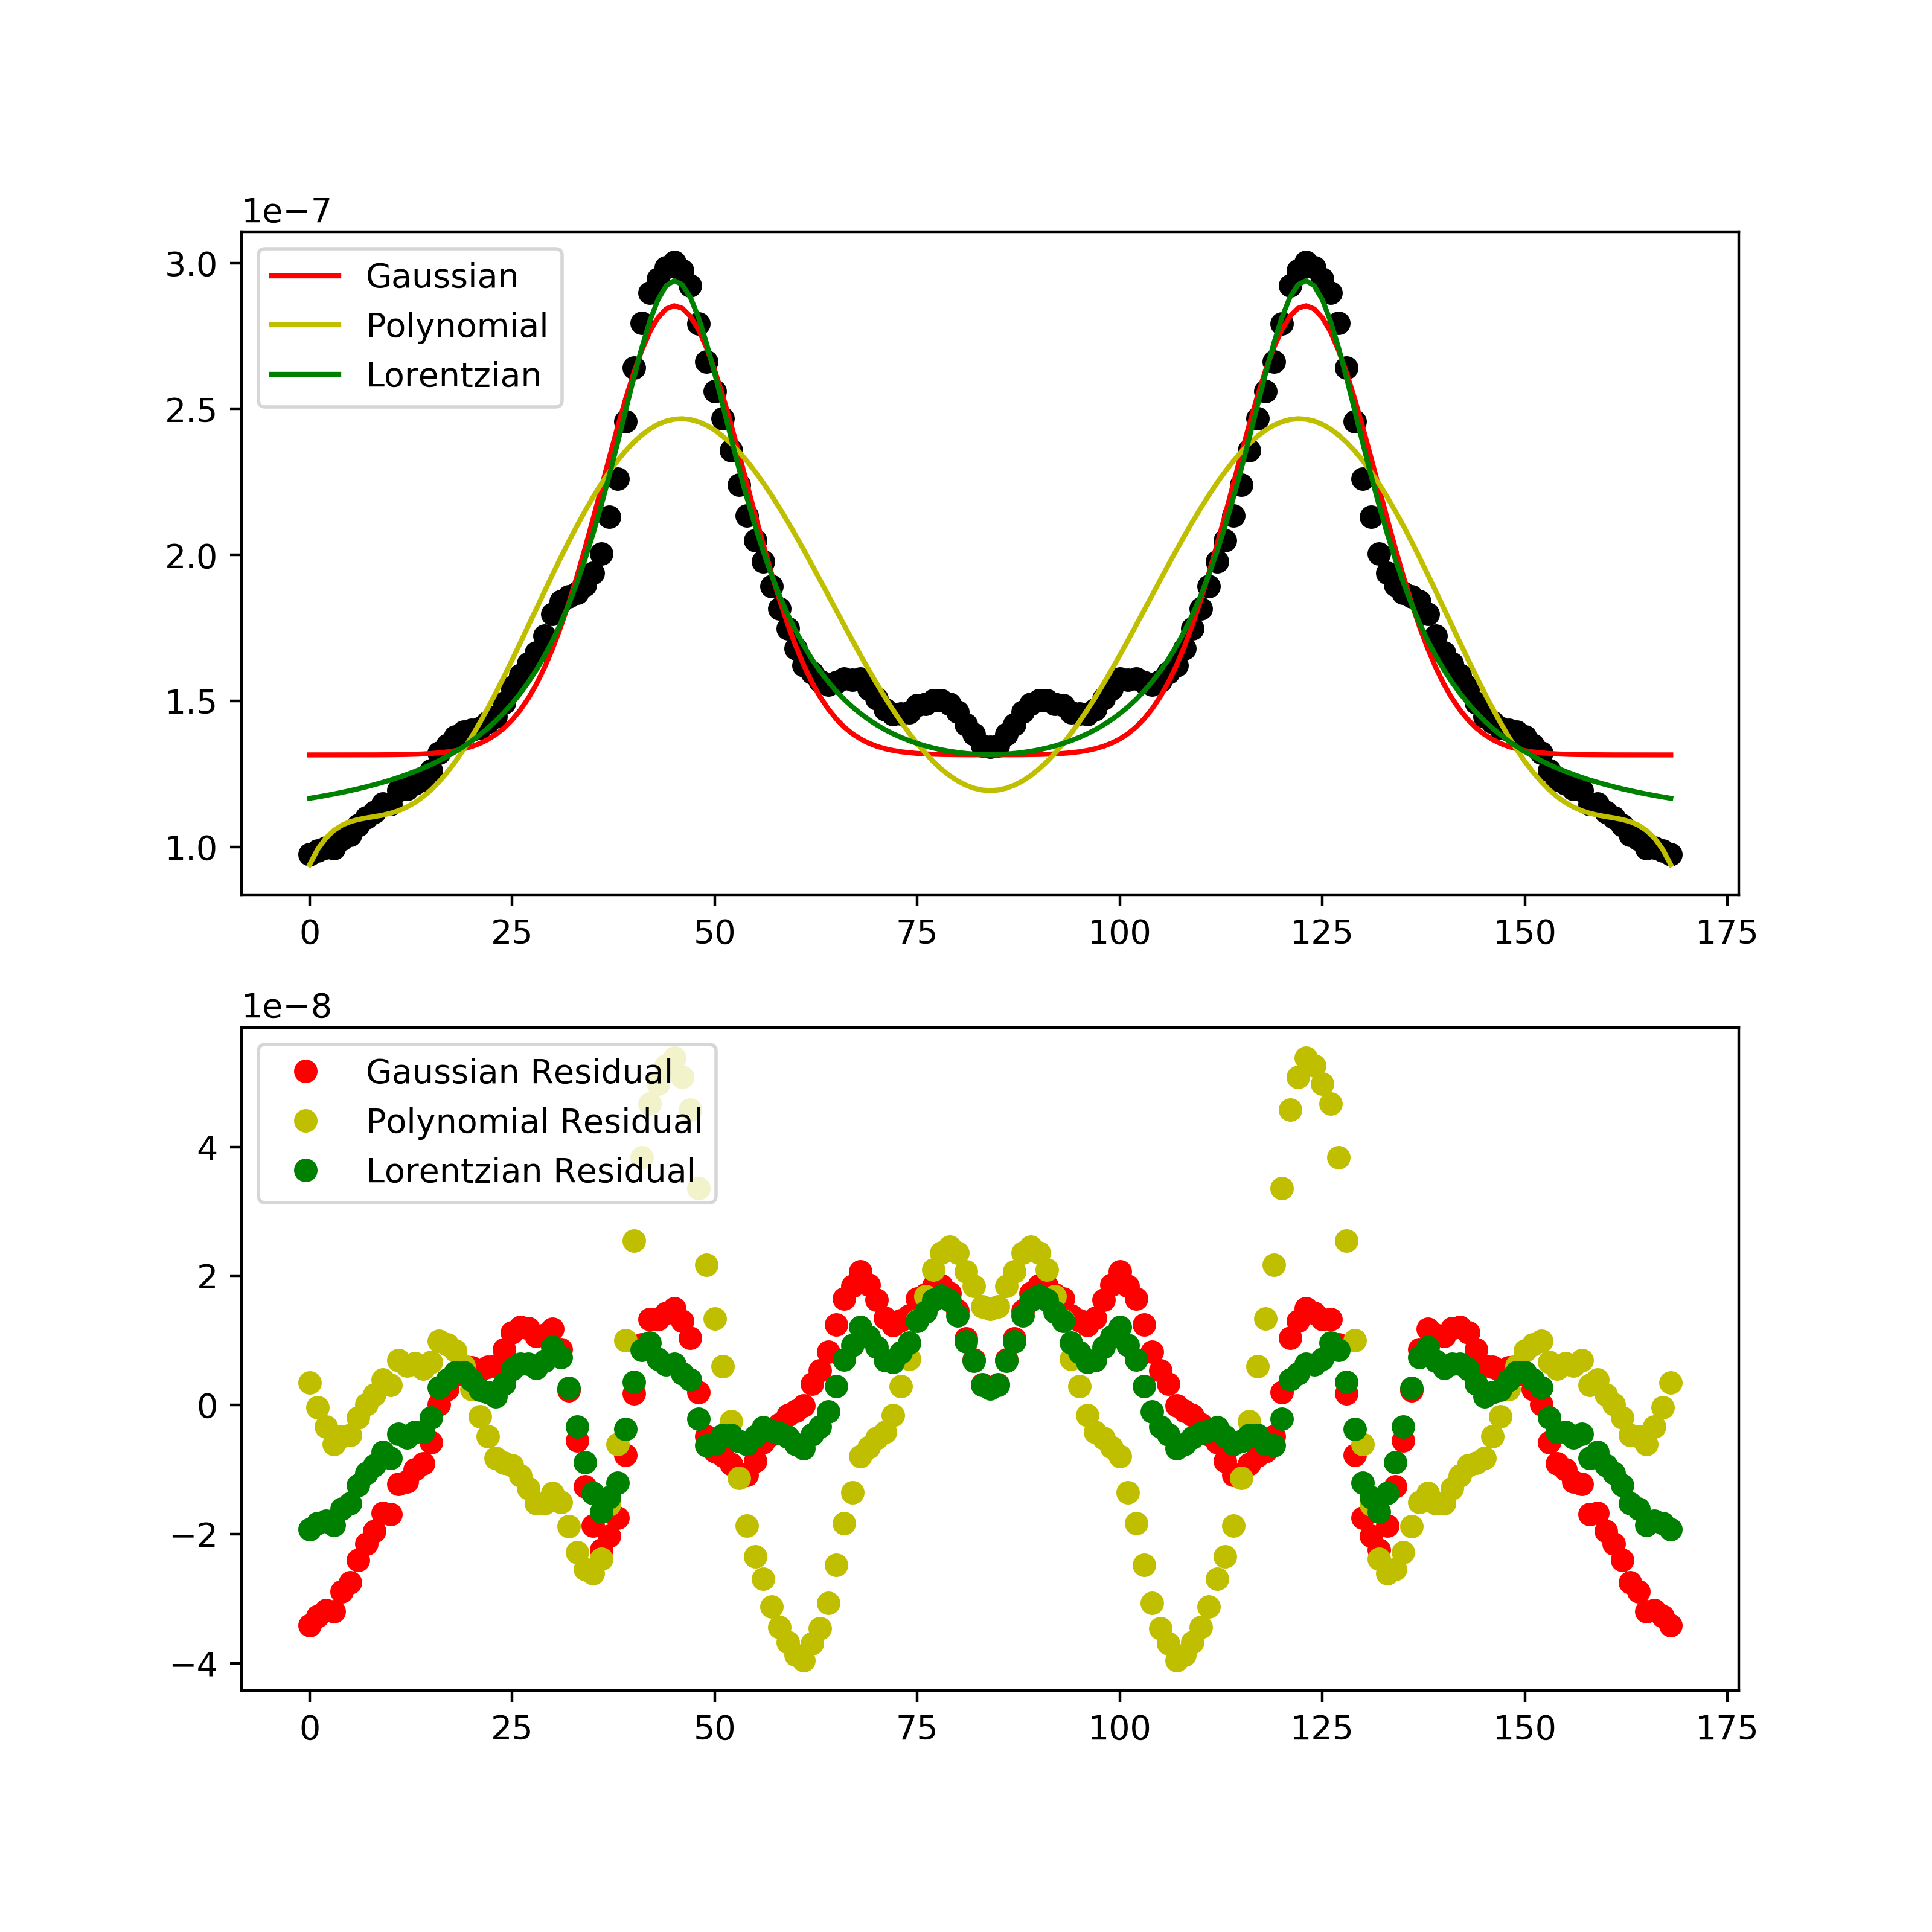 1e−7
3.0
2.5
2.0
1.5
1.0
Gaussian
Polynomial
Lorentzian
0 25 50 75 100 125 150 175
1e−8
4
2
0
−2
−4
Gaussian Residual
Polynomial Residual
Lorentzian Residual
0 25 50 75 100 125 150 175